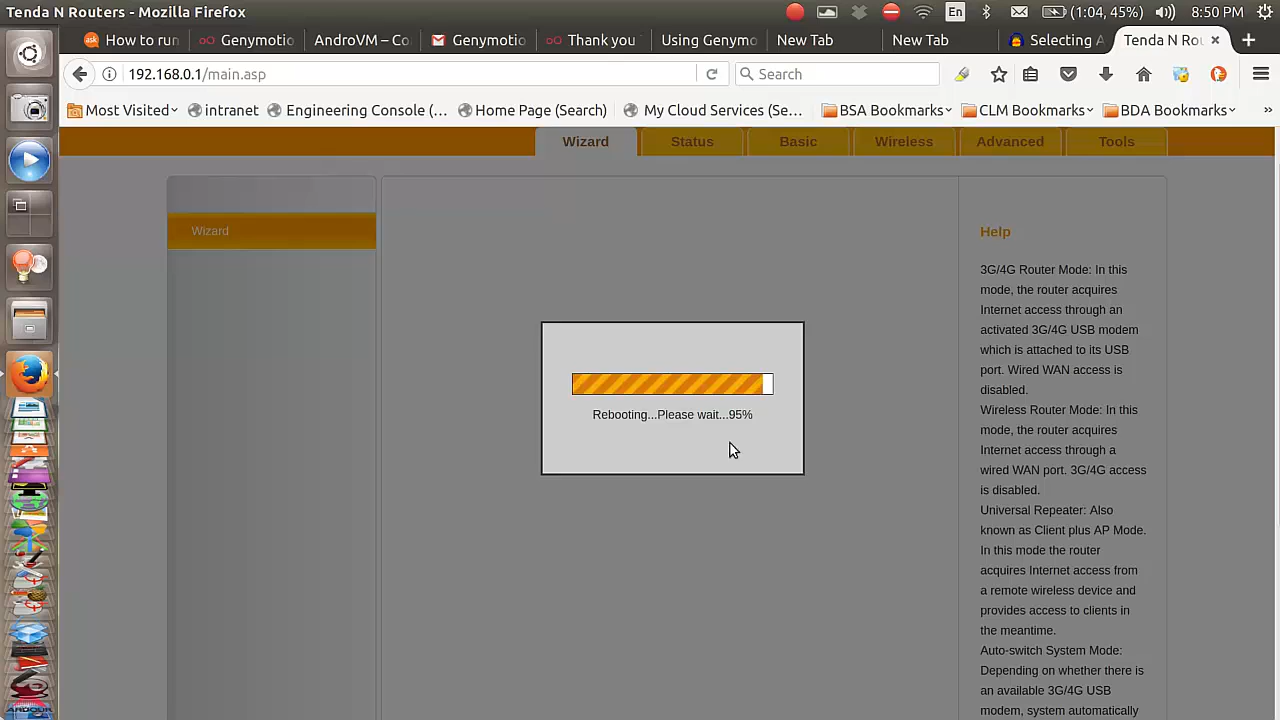 Tenda N Routers - Mozilla Firefox
En
(1:04, 45%)
8:50 PM
How to run
Genymotio
AndroVM – Co
Genymotio
Thank you
Using Genymo
New Tab
New Tab
Selecting A
Tenda N Rou
192.168.0.1/main.asp
Search
Most Visited
intranet
Engineering Console (...
Home Page (Search)
My Cloud Services (Se...
BSA Bookmarks
CLM Bookmarks
BDA Bookmarks
Wizard
Status
Basic
Wireless
Advanced
Tools
Wizard
Rebooting...Please wait...95%
Help
3G/4G Router Mode: In this
mode, the router acquires
Internet access through an
activated 3G/4G USB modem
which is attached to its USB
port. Wired WAN access is
disabled.
Wireless Router Mode: In this
mode, the router acquires
Internet access through a
wired WAN port. 3G/4G access
is disabled.
Universal Repeater: Also
known as Client plus AP Mode.
In this mode the router
acquires Internet access from
a remote wireless device and
provides access to clients in
the meantime.
Auto-switch System Mode:
Depending on whether there is
an available 3G/4G USB
modem, system automatically